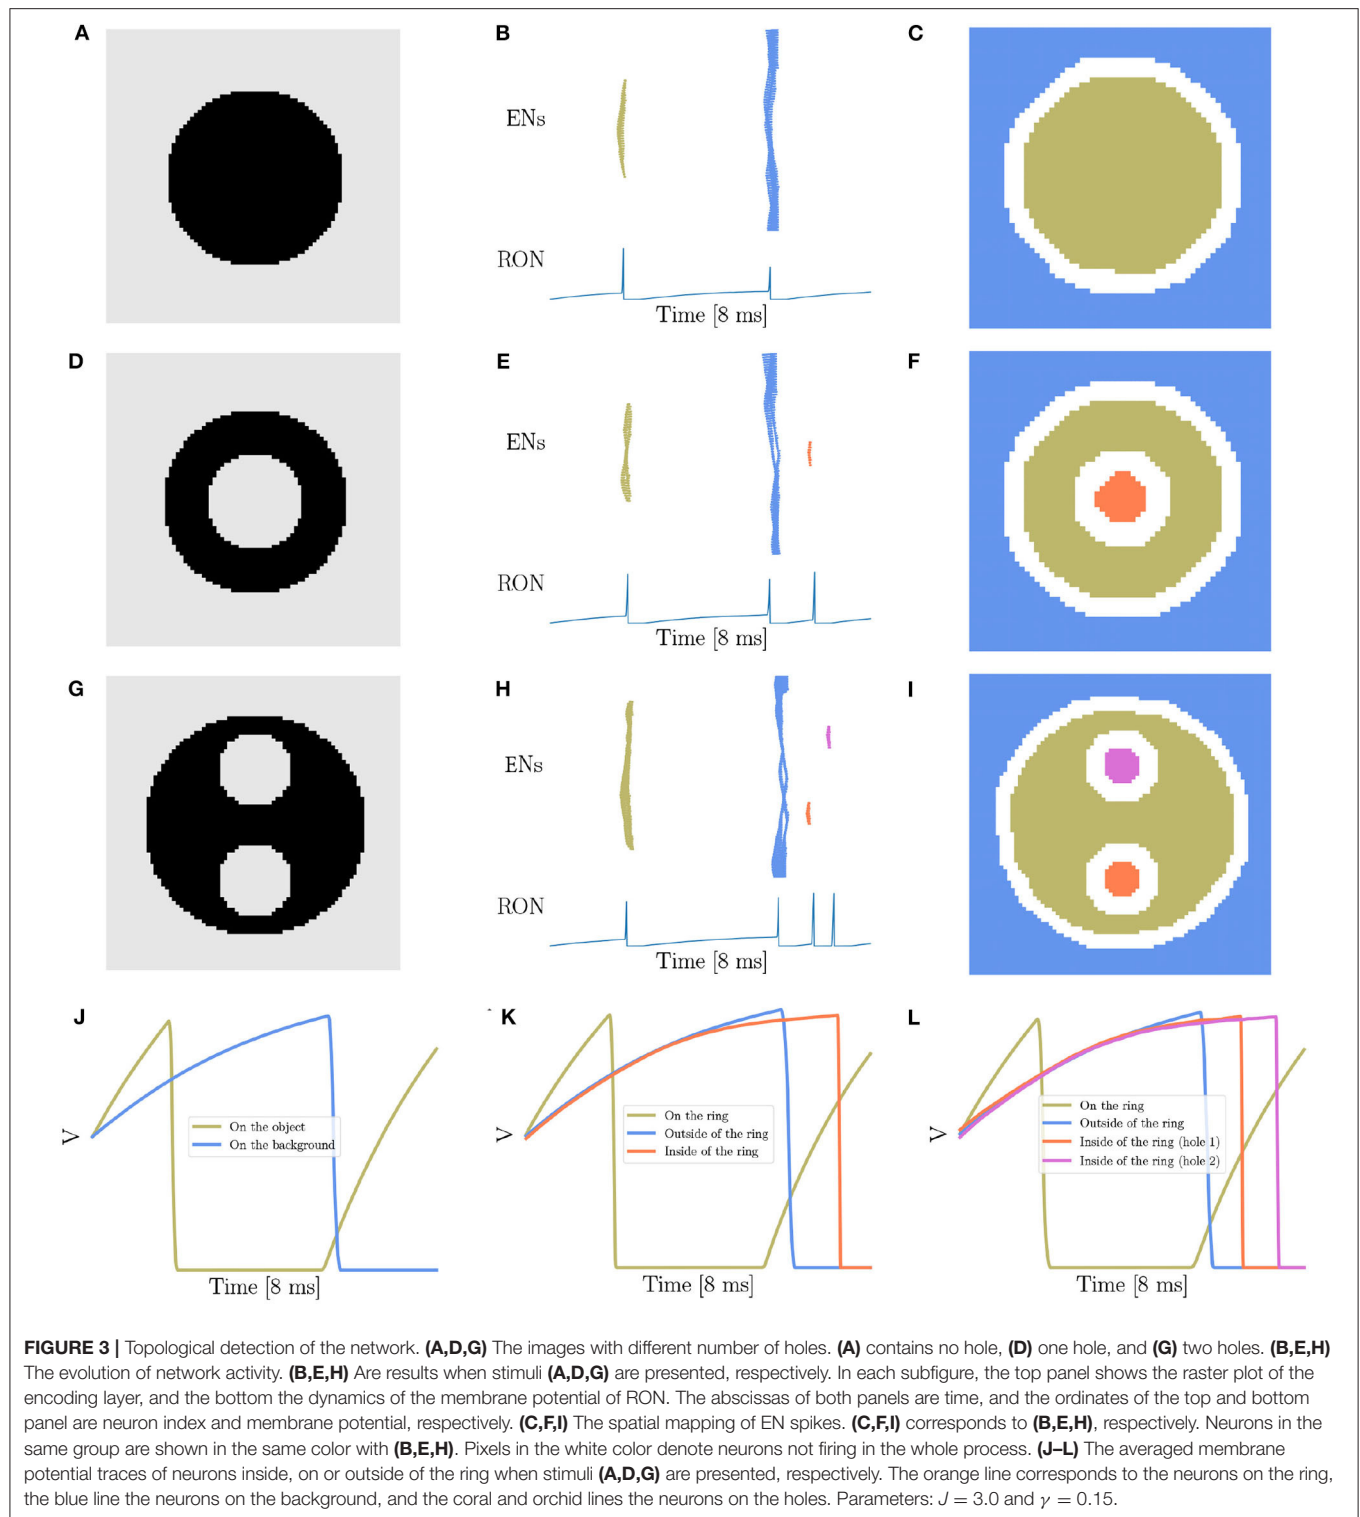 A
B
C
ENs
RON
Time [8 ms]
D
E
F
ENs
RON
Time [8 ms]
G
H
I
ENs
RON
Time [8 ms]
J
K
L
V
On the object
On the background
Time [8 ms]
V
On the ring
Outside of the ring
Inside of the ring
Time [8 ms]
V
On the ring
Outside of the ring
Inside of the ring (hole 1)
Inside of the ring (hole 2)
Time [8 ms]
FIGURE 3 | Topological detection of the network. (A,D,G) The images with different number of holes. (A) contains no hole, (D) one hole, and (G) two holes. (B,E,H)
The evolution of network activity. (B,E,H) Are results when stimuli (A,D,G) are presented, respectively. In each subfigure, the top panel shows the raster plot of the
encoding layer, and the bottom the dynamics of the membrane potential of RON. The abscissas of both panels are time, and the ordinates of the top and bottom
panel are neuron index and membrane potential, respectively. (C,F,I) The spatial mapping of EN spikes. (C,F,I) corresponds to (B,E,H), respectively. Neurons in the
same group are shown in the same color with (B,E,H). Pixels in the white color denote neurons not firing in the whole process. (J–L) The averaged membrane
potential traces of neurons inside, on or outside of the ring when stimuli (A,D,G) are presented, respectively. The orange line corresponds to the neurons on the ring,
the blue line the neurons on the background, and the coral and orchid lines the neurons on the holes. Parameters: J = 3.0 and γ = 0.15.